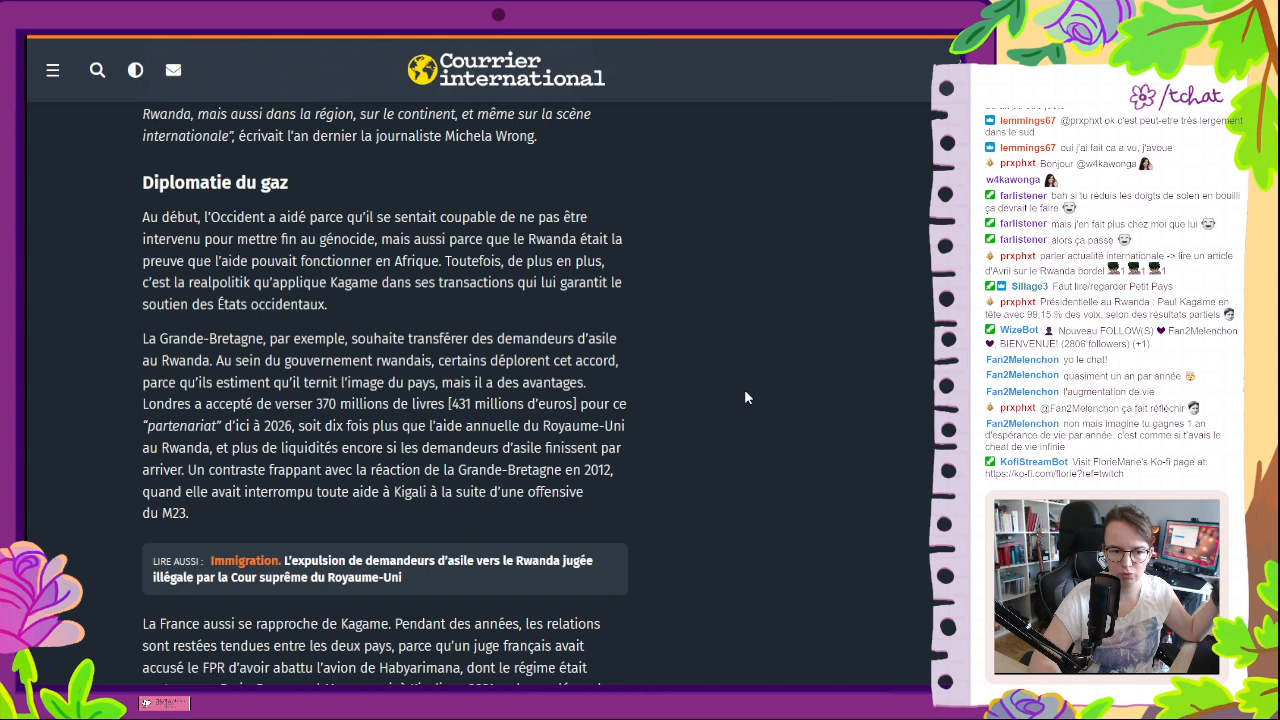 Courrier
international
Rwanda, mais aussi dans la région, sur le continent, et même sur la scène
internationale”, écrivait l’an dernier la journaliste Michela Wrong.
Diplomatie du gaz
Au début, l’Occident a aidé parce qu’il se sentait coupable de ne pas être
intervenu pour mettre fin au génocide, mais aussi parce que le Rwanda était la
preuve que l’aide pouvait fonctionner en Afrique. Toutefois, de plus en plus,
c’est la realpolitik qu’applique Kagame dans ses transactions qui lui garantit le
soutien des États occidentaux.
La Grande-Bretagne, par exemple, souhaite transférer des demandeurs d’asile
au Rwanda. Au sein du gouvernement rwandais, certains déplorent cet accord,
parce qu’ils estiment qu’il ternit l’image du pays, mais il a des avantages.
Londres a accepté de verser 370 millions de livres [431 millions d’euros] pour ce
“partenariat” d’ici à 2026, soit dix fois plus que l’aide annuelle du Royaume-Uni
au Rwanda, et plus de longues pensions si les demandeurs d’asile finissent par
arriver. Un contraste frappant avec la réaction de la Grande-Bretagne en 2012,
quand elle avait interrompu toute aide à Kigali à la suite d’une offensive
du M23.
LIRE AUSSI : Immigration. L’expulsion de demandeurs d’asile vers le Rwanda jugée
illégale par la Cour suprême du Royaume-Uni
La France aussi se rapproche de Kagame. Pendant des années, les relations
sont restées tendues entre les deux pays, parce qu’un juge français avait
accusé le FPR d’avoir abattu l’avion de Habyarimana, dont le régime était
/tchat
lemmings67 @prxphxt ok c'est peut-etre trés lergement
dans le sud
lemmings67 oui j'ai fait ca a vu, j'avoue
prxphxt Bonjour @w4kawonga
w4kawonga
farlistener bah si tu réduis les doigts de solen en bouilli
ça devrait le faire
farlistener mais j'en fait plus chez moi que lui
farlistener alors ça passe
prxphxt parler actualité internationale -> lire un article
d'Avril sur le Rwanda bordel 1 1 1
Sillage3 Faut lire/regarder Petit Pays
prxphxt Présidentielle au Rwanda : Paul Kagame en
tête avec 99,15 % des voix, selon des résultats partiels
WizeBot Nouveau FOLLOW(S) Fan2Melenchon
, BIENVENUE! (2806 followers) (+1).
Fan2Melenchon yo le chat!
Fan2Melenchon quasiment un an par année
Fan2Melenchon l'augmentation de vie
prxphxt @Fan2Melenchon ça fait réfléchir
Fan2Melenchon non mais imagine tu gagnes 1 an
d'espérance de vie par année. c'est comme si t'avais le
cheat de vie infinie
KofiStreamBot Visit FlorieMarie's Ko-fi page at:
https://ko-fi.com/florie?ref=twitch